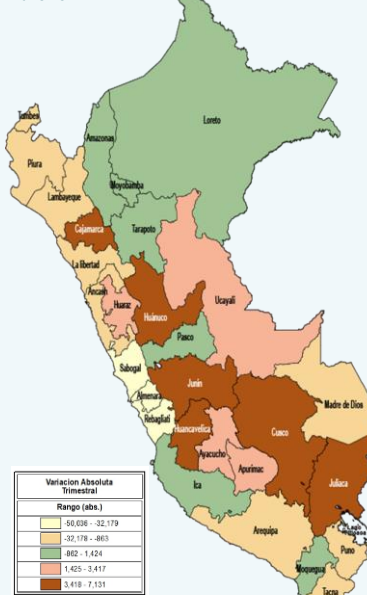 Tumbes
Piura
Lambayeque
Amazonas
Loreto
Moyobamba
Cajamarca
Tarapoto
La libertad
Ancash
Huaraz
Huánuco
Ucayali
Pasco
Sabogal
Almenara
Rebagliati
Junín
Huancavelica
Cusco
Madre de Dios
Ayacucho
Apurimac
Ica
Juliaca
Arequipa
Lago
Puno
Moquegua
Tacna
Variacion Absoluta
Trimestral
Rango (abs.)
-50,036 - -32,179
-32,178 - -863
-862 - 1,424
1,425 - 3,417
3,418 - 7,131